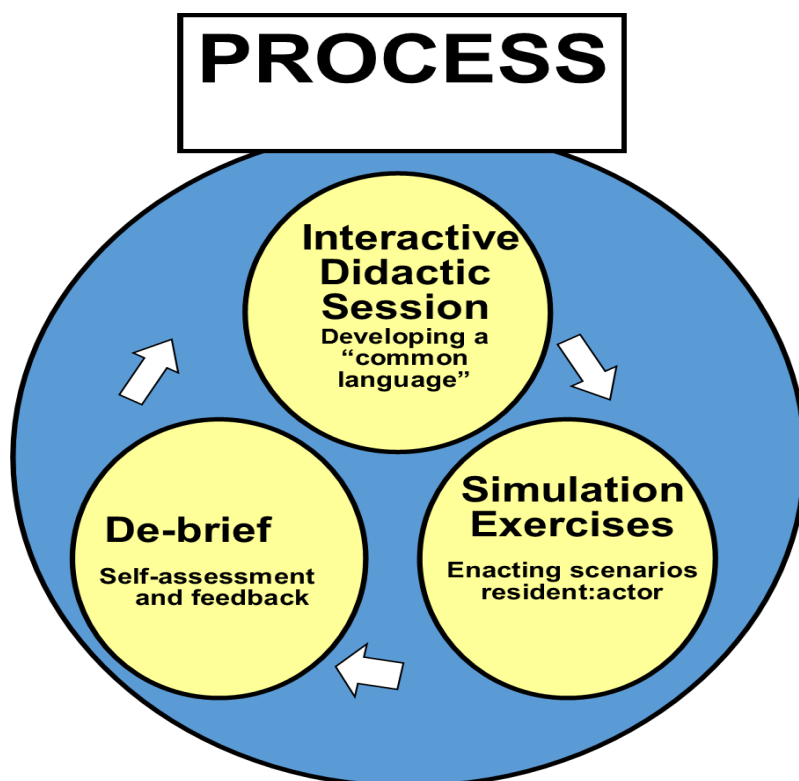 PROCESS
Interactive
Didactic
Session
Developing a
“common
language”
Simulation
Exercises
Enacting scenarios
resident:actor
De-brief
Self-assessment
and feedback